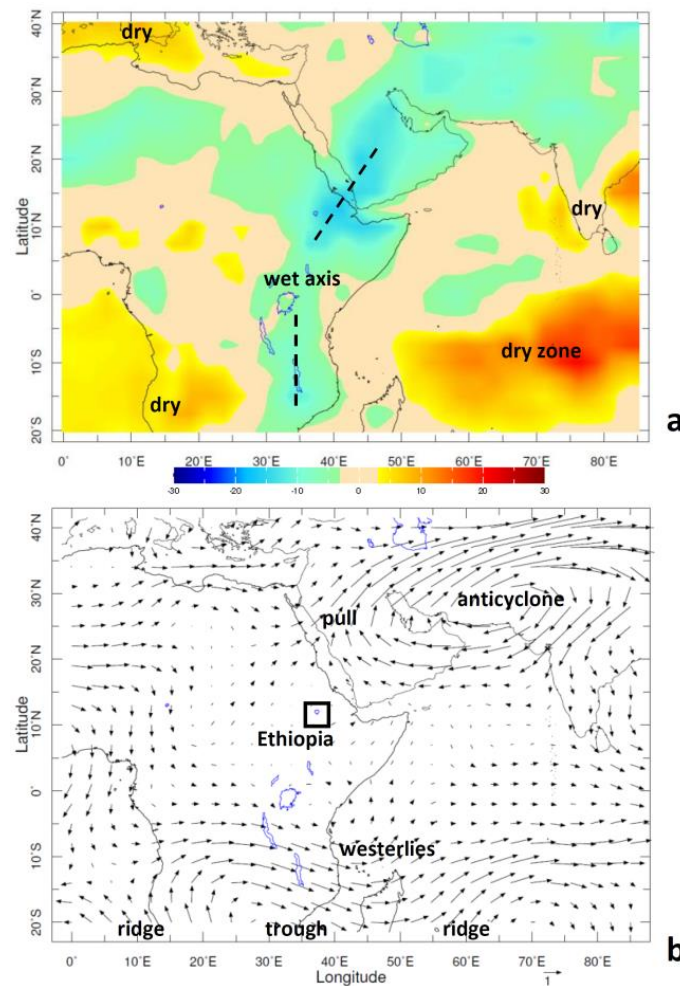 40°N
30°N
20°N
10°N
0°
10°S
20°S
Latitude
dry
wet axis
dry
dry zone
dry
a
0° 10°E 20°E 30°E 40°E 50°E 60°E 70°E 80°E
-30 -20 -10 0 10 20 30
40°N
30°N
20°N
10°N
0°
10°S
20°S
Latitude
anticyclone
pull
Ethiopia
westerlies
ridge trough ridge
b
0° 10°E 20°E 30°E 40°E 50°E 60°E 70°E 80°E
Longitude
1